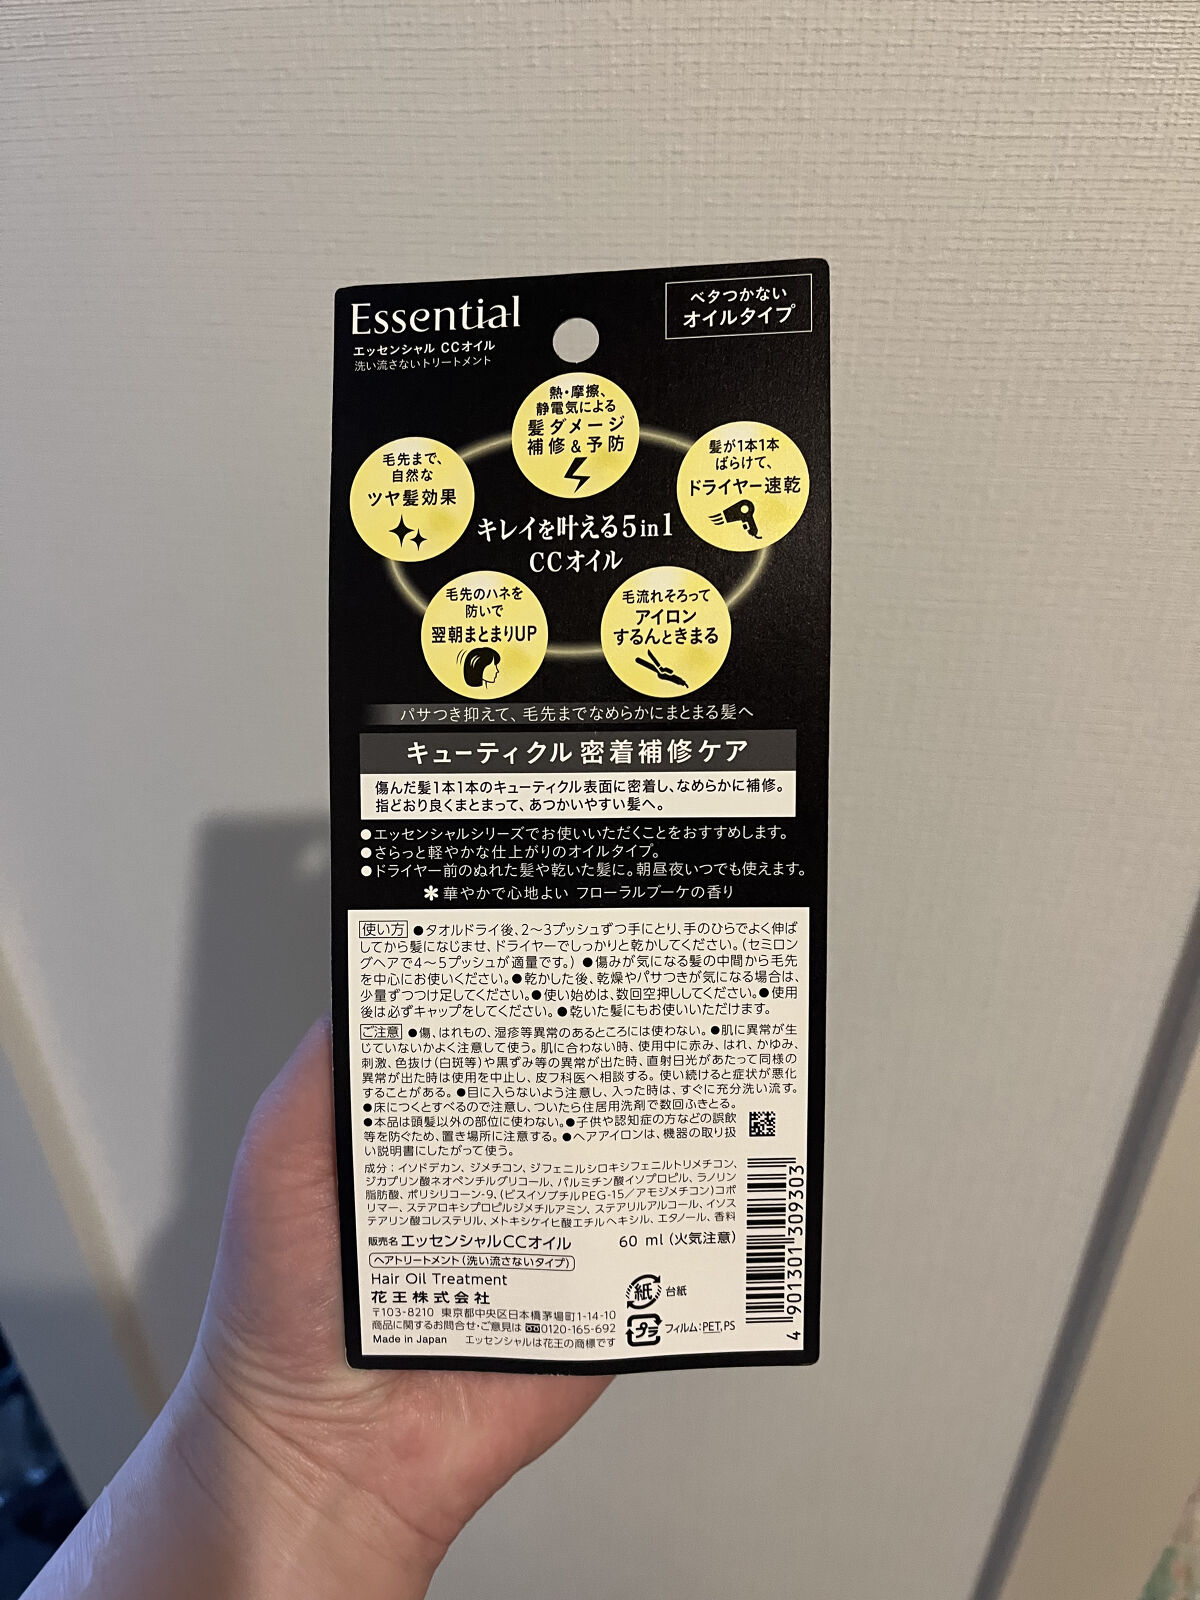 Essential
エッセンシャル CCオイル
洗い流さないトリートメント
ベタつかない
オイルタイプ
熱・摩擦、
静電気による
髪ダメージ
補修&予防
毛先まで、
自然な
ツヤ髪効果
髪が1本1本
ばらけて、
ドライヤー速乾
キレイを叶える5in1
CCオイル
毛先のハネを
防いで
翌朝まとまりUP
毛流れそろって
アイロン
するんときまる
パサつき抑えて、毛先までなめらかにまとまる髪へ
キューティクル 密着補修ケア
傷んだ髪1本1本のキューティクル表面に密着し、なめらかに補修。
指どおり良くまとまって、あつかいやすい髪へ。
●エッセンシャルシリーズでお使いいただくことをおすすめします。
●さらっと軽やかな仕上がりのオイルタイプ。
●ドライヤー前のぬれた髪や乾いた髪に。朝昼夜いつでも使えます。
✻華やかで心地よい フローラルブーケの香り
使い方 ●タオルドライ後、2〜3プッシュずつ手にとり、手のひらでよく伸ば
してから髪になじませ、ドライヤーでしっかりと乾かしてください。(セミロン
グヘアで4〜5プッシュが適量です。) ●傷みが気になる髪の中間から毛先
を中心にお使いください。●乾かした後、乾燥やパサつきが気になる場合は、
少量ずつつけ足してください。●使い始めは、数回空押ししてください。●使用
後は必ずキャップをしてください。●乾いた髪にもお使いいただけます。
ご注意 ●傷、はれもの、湿疹等異常のあるところには使わない。●肌に異常が生
じていないかよく注意して使う。肌に合わない時、使用中に赤み、はれ、かゆみ、
刺激、色抜け(白斑等)や黒ずみ等の異常が出た時、直射日光があたって同様の
異常が出た時は使用を中止し、皮フ科医へ相談する。使い続けると症状が悪化
することがある。●目に入らないよう注意し、入った時は、すぐに充分洗い流す。
●床につくとすべるので注意し、ついたら住居用洗剤で数回ふきとる。
●本品は頭髪以外の部位に使わない。●子供や認知症の方などの誤飲
等を防ぐため、置き場所に注意する。●ヘアアイロンは、機器の取り扱
い説明書にしたがって使う。
成分：イソドデカン、ジメチコン、ジフェニルシロキシフェニルトリメチコン、
ジカプリン酸ネオペンチルグリコール、パルミチン酸イソプロピル、ラノリン
脂肪酸、ポリシリコーン-9、(ビスイソブチルPEG-15/アモジメチコン)コポ
リマー、ステアロキシプロピルジメチルアミン、ステアリルアルコール、イソス
テアリン酸コレステリル、メトキシケイヒ酸エチルヘキシル、エタノール、香料
販売名 エッセンシャルCCオイル 60 ml (火気注意)
ヘアトリートメント(洗い流さないタイプ)
Hair Oil Treatment
花王株式会社
〒103-8210 東京都中央区日本橋茅場町1-14-10
商品に関するお問合せ・ご意見は 0120-165-692
Made in Japan エッセンシャルは花王の商標です
紙 台紙
プラ フィルム:PET,PS
4 901301 309303